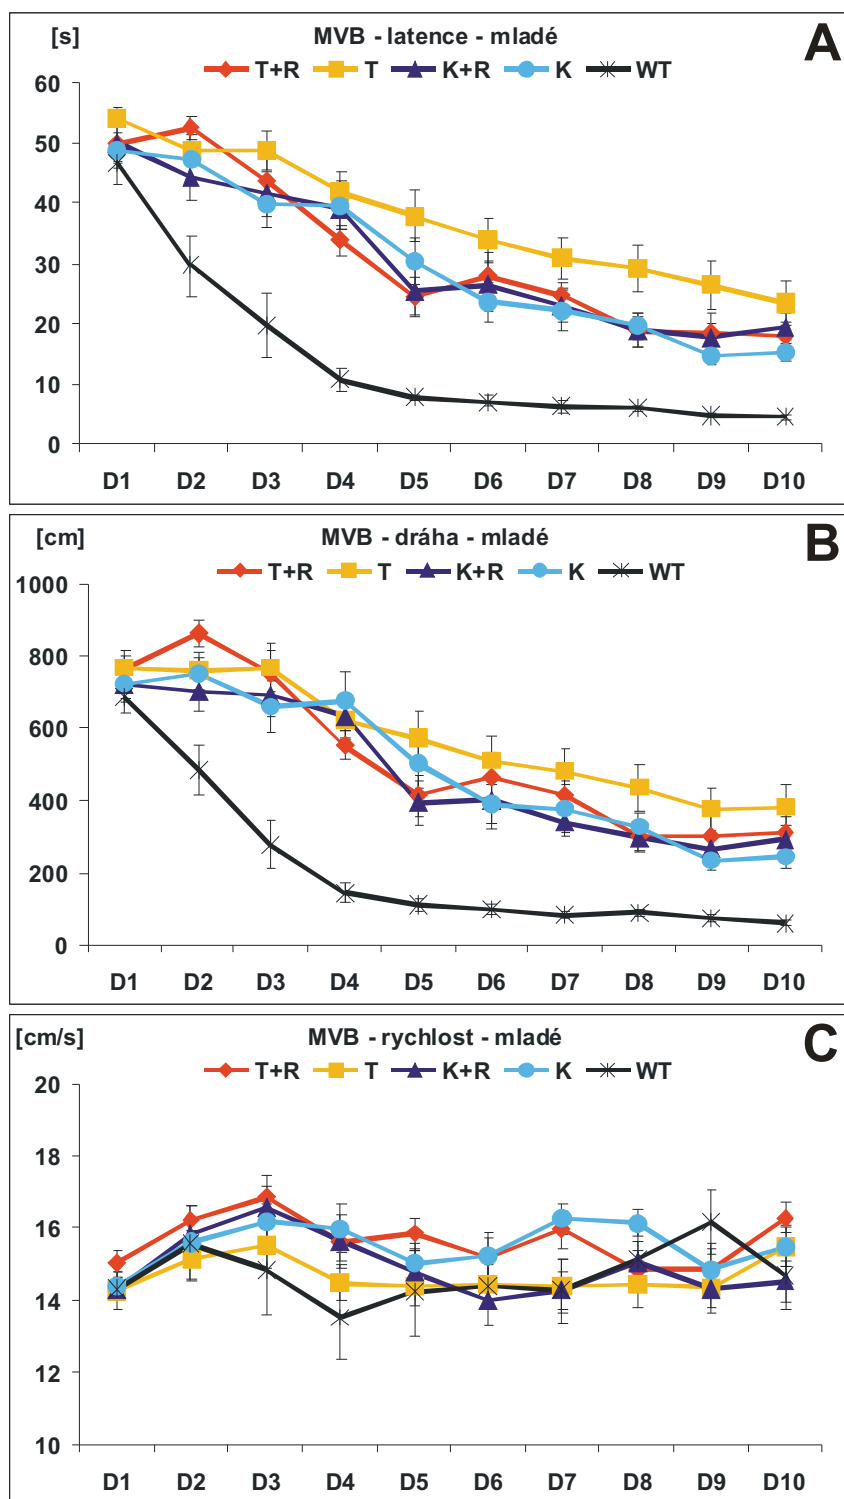 [s] MVB - latence - mladé A
T+R T K+R K WT
60
50
40
30
20
10
0
D1 D2 D3 D4 D5 D6 D7 D8 D9 D10
[cm] MVB - dráha - mladé B
T+R T K+R K WT
1000
800
600
400
200
0
D1 D2 D3 D4 D5 D6 D7 D8 D9 D10
[cm/s] MVB - rychlost - mladé C
T+R T K+R K WT
20
18
16
14
12
10
D1 D2 D3 D4 D5 D6 D7 D8 D9 D10